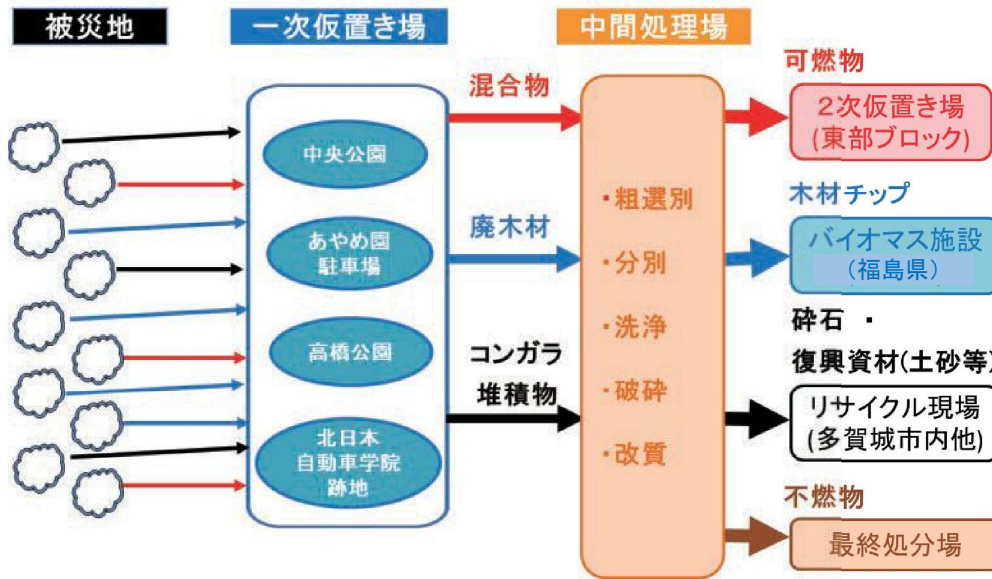 被災地
一次仮置き場
中間処理場
中央公園
あやめ園
駐車場
高橋公園
北日本
自動車学院
跡地
混合物
廃木材
コンガラ
堆積物
・粗選別
・分別
・洗浄
・破砕
・改質
可燃物
2次仮置き場
(東部ブロック)
木材チップ
バイオマス施設
(福島県)
砕石・
復興資材(土砂等)
リサイクル現場
(多賀城市内他)
不燃物
最終処分場